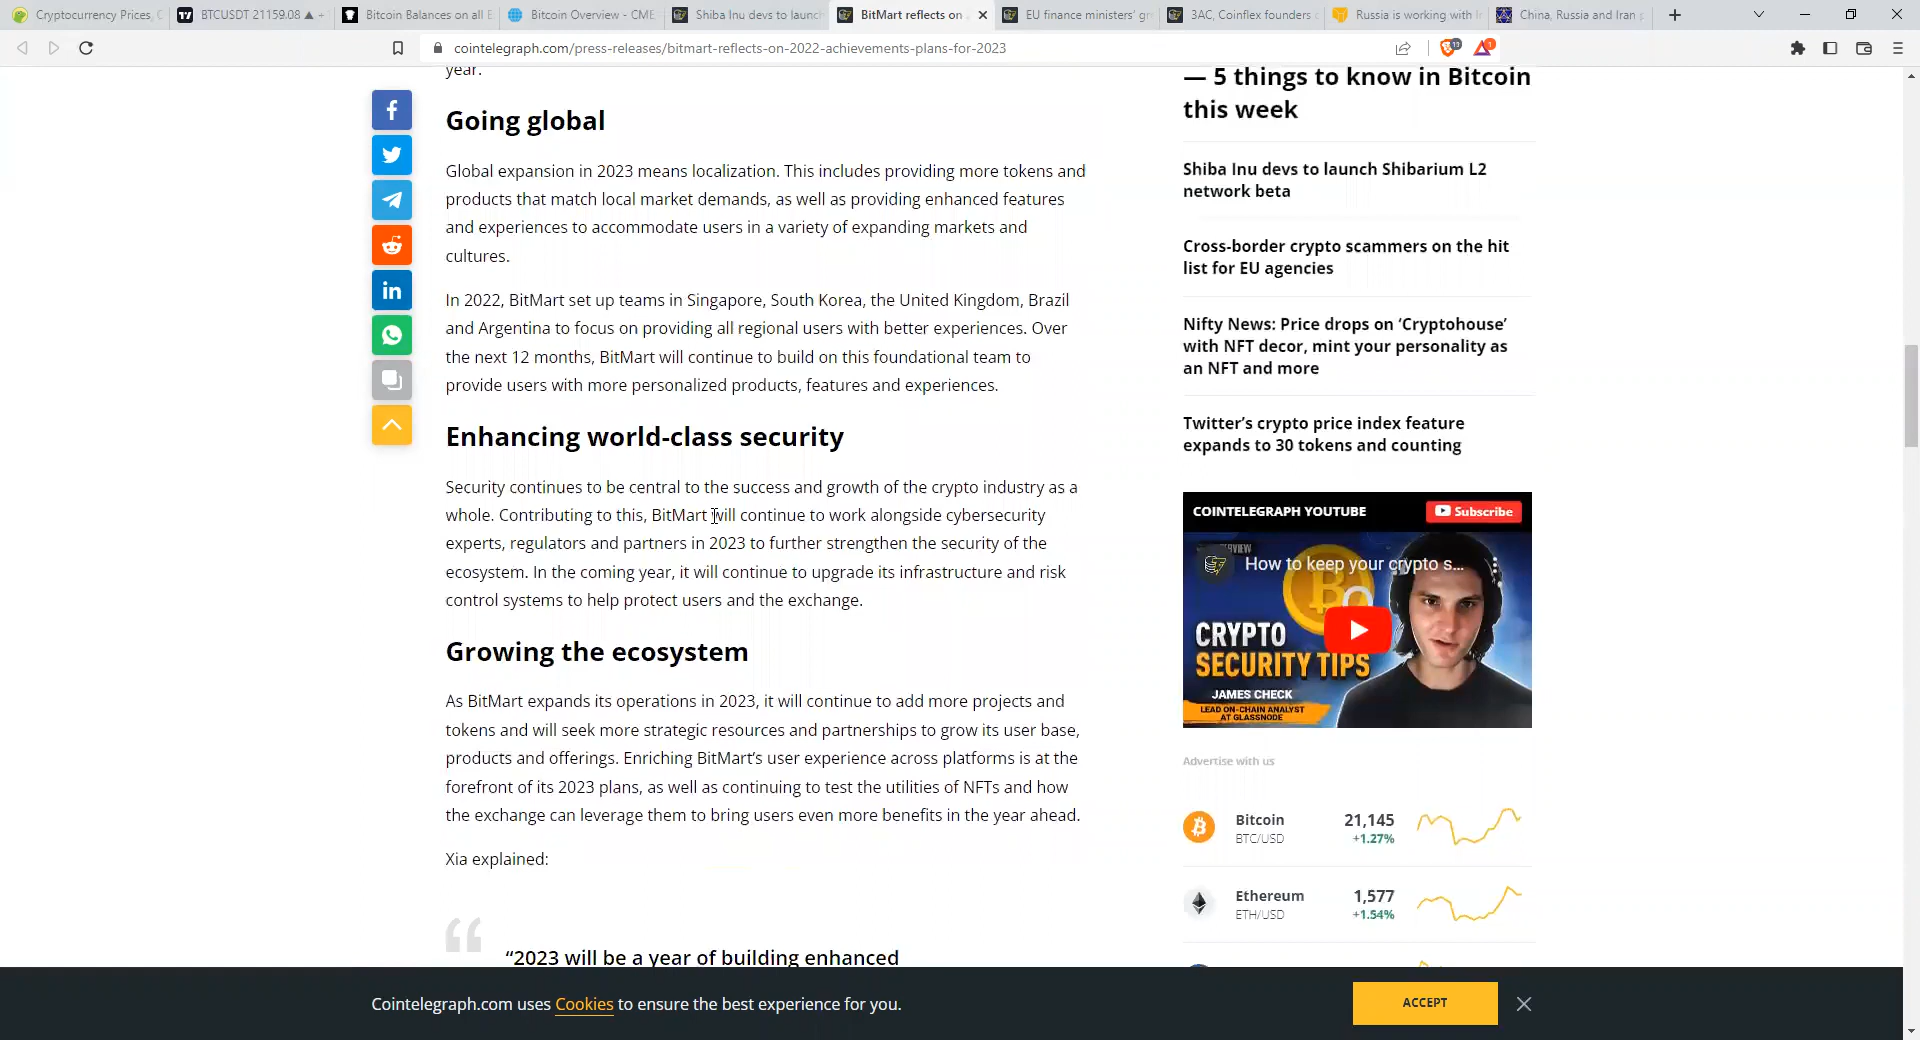 Cryptocurrency Prices, C
BTCUSDT 21159.08 ▲ +
Bitcoin Balances on all E
Bitcoin Overview - CME
Shiba Inu devs to launch
BitMart reflects on
EU finance ministers' gr
3AC, Coinflex founders
Russia is working with Ir
China, Russia and Iran
cointelegraph.com/press-releases/bitmart-reflects-on-2022-achievements-plans-for-2023
year.
Going global
Global expansion in 2023 means localization. This includes providing more tokens and
products that match local market demands, as well as providing enhanced features
and experiences to accommodate users in a variety of expanding markets and
cultures.
In 2022, BitMart set up teams in Singapore, South Korea, the United Kingdom, Brazil
and Argentina to focus on providing all regional users with better experiences. Over
the next 12 months, BitMart will continue to build on this foundational team to
provide users with more personalized products, features and experiences.
Enhancing world-class security
Security continues to be central to the success and growth of the crypto industry as a
whole. Contributing to this, BitMart will continue to work alongside cybersecurity
experts, regulators and partners in 2023 to further strengthen the security of the
ecosystem. In the coming year, it will continue to upgrade its infrastructure and risk
control systems to help protect users and the exchange.
Growing the ecosystem
As BitMart expands its operations in 2023, it will continue to add more projects and
tokens and will seek more strategic resources and partnerships to grow its user base,
products and offerings. Enriching BitMart's user experience across platforms is at the
forefront of its 2023 plans, as well as continuing to test the utilities of NFTs and how
the exchange can leverage them to bring users even more benefits in the year ahead.
Xia explained:
“2023 will be a year of building enhanced
— 5 things to know in Bitcoin
this week
Shiba Inu devs to launch Shibarium L2
network beta
Cross-border crypto scammers on the hit
list for EU agencies
Nifty News: Price drops on ‘Cryptohouse’
with NFT decor, mint your personality as
an NFT and more
Twitter’s crypto price index feature
expands to 30 tokens and counting
COINTELEGRAPH YOUTUBE
Subscribe
How to keep your crypto s...
CRYPTO
SECURITY TIPS
JAMES CHECK
LEAD ON-CHAIN ANALYST
AT GLASSNODE
Advertise with us
Bitcoin 21,145
BTC/USD +1.27%
Ethereum 1,577
ETH/USD +1.54%
Cointelegraph.com uses Cookies to ensure the best experience for you.
ACCEPT